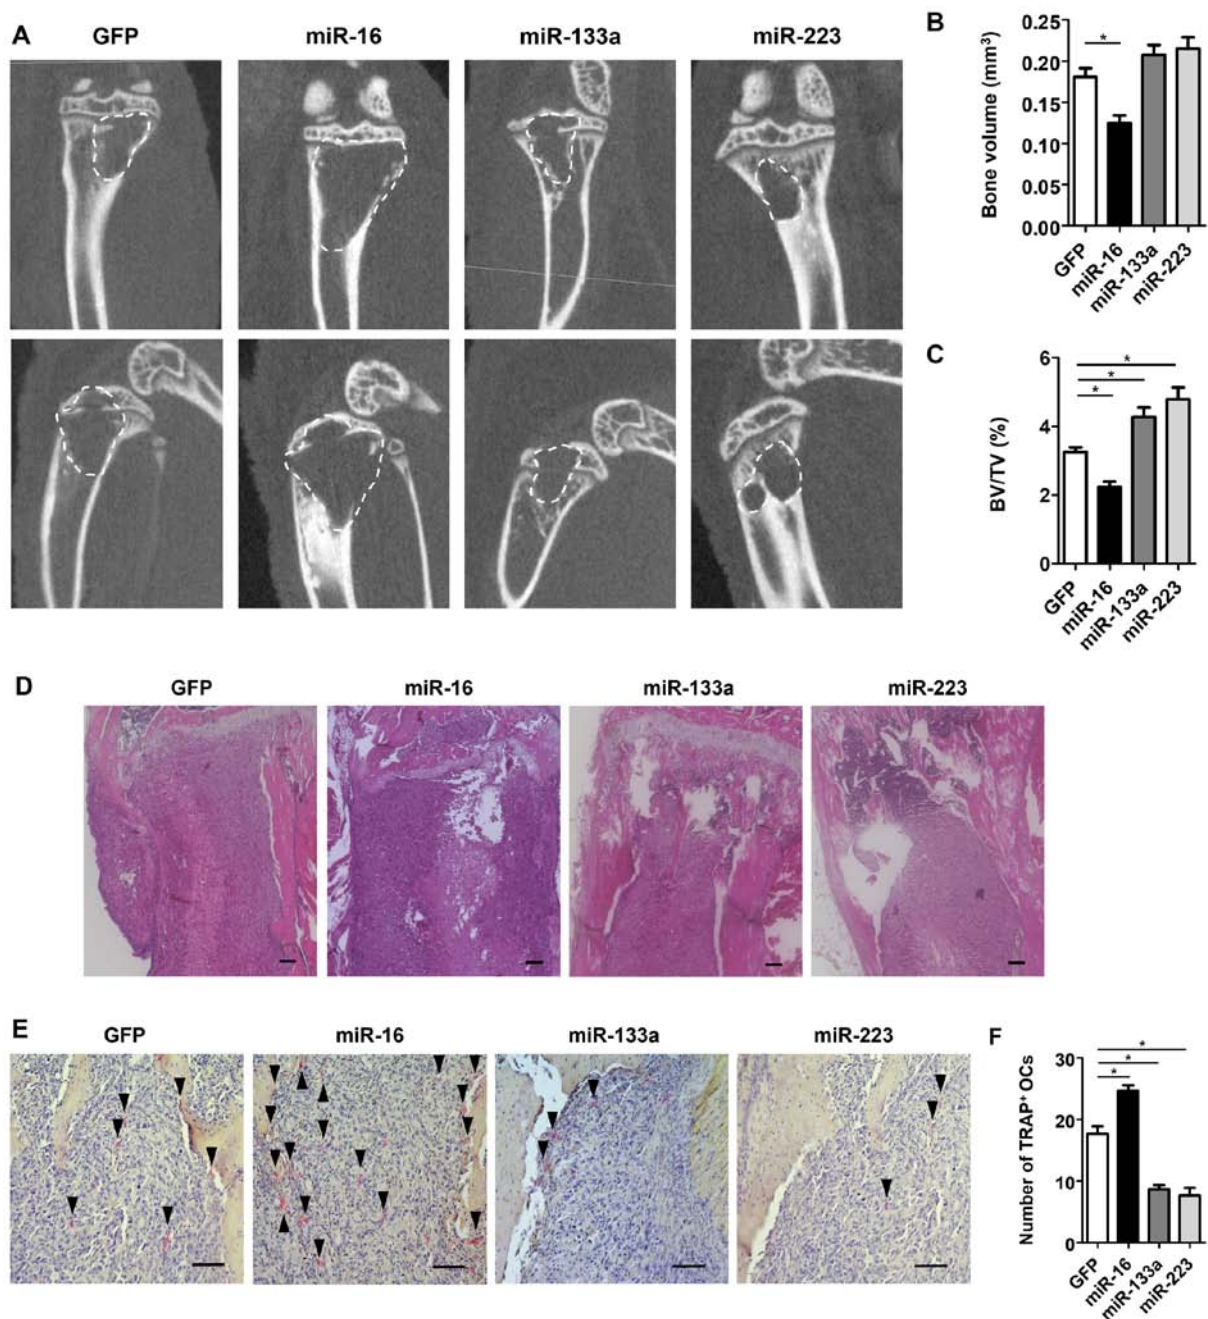 A
GFP
miR-16
miR-133a
miR-223
B
Bone volume (mm³)
0.25
0.20
0.15
0.10
0.05
0.00
*
GFP
miR-16
miR-133a
miR-223
C
BV/TV (%)
6
4
2
0
*
*
*
GFP
miR-16
miR-133a
miR-223
D
GFP
miR-16
miR-133a
miR-223
E
GFP
miR-16
miR-133a
miR-223
F
Number of TRAP⁺ OCs
30
20
10
0
*
*
*
GFP
miR-16
miR-133a
miR-223